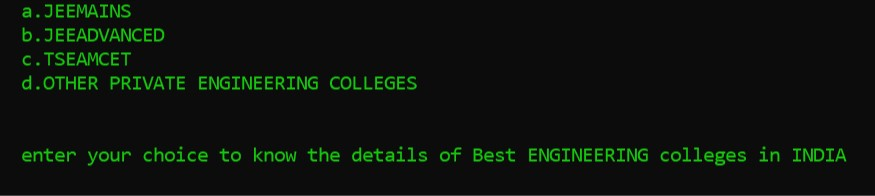 a.JEEMAINS
b.JEEADVANCED
c.TSEAMCET
d.OTHER PRIVATE ENGINEERING COLLEGES
enter your choice to know the details of Best ENGINEERING colleges in INDIA